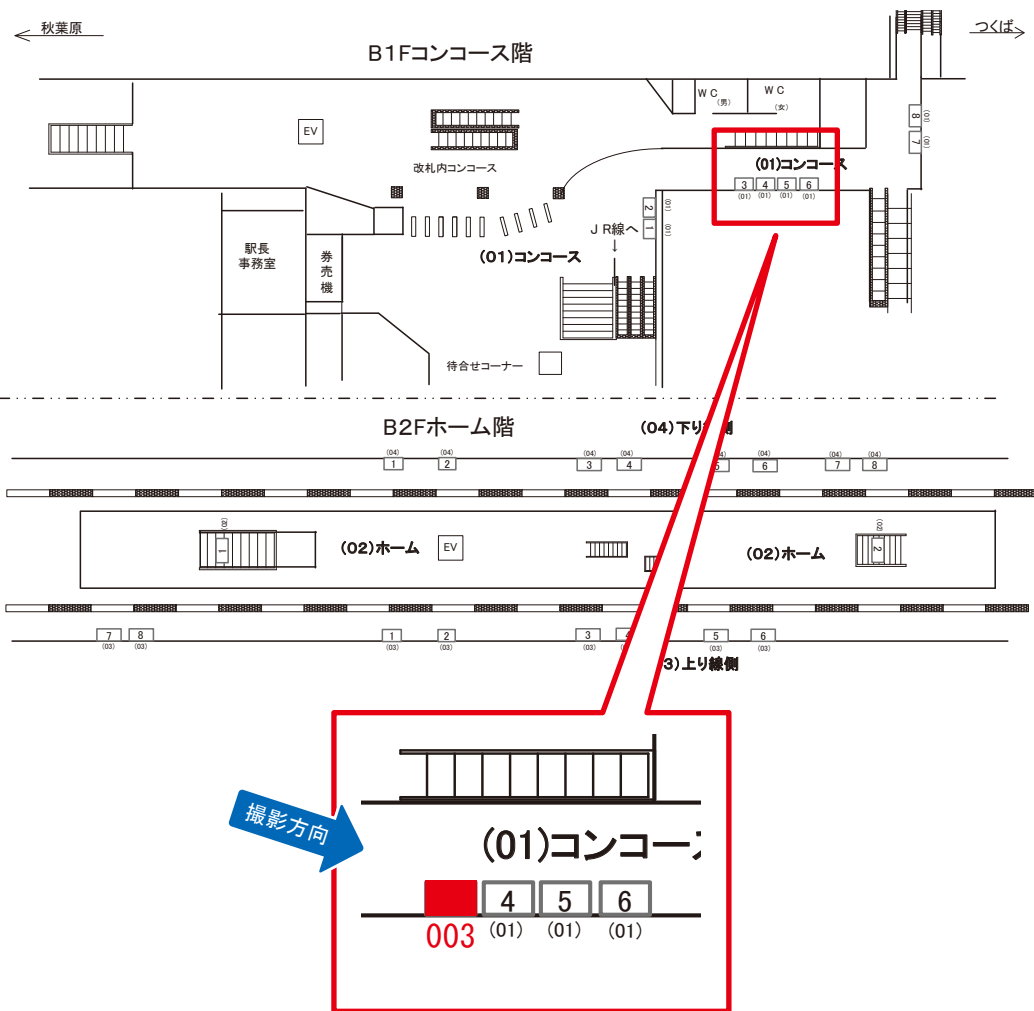 秋葉原
つくば
B1Fコンコース階
WC
(男)
WC
(女)
EV
改札内コンコース
(01)コンコース
8
(01)
7
(01)
3
4
5
6
(01)
(01)
(01)
(01)
2
(01)
1
(01)
JR線へ
↓
(01)コンコース
駅長
事務室
券
売
機
待合せコーナー
B2Fホーム階
(04)下り
側
(04)
(04)
(04)
(04)
(04)
(04)
(04)
1
2
3
4
6
7
8
(02)
1
(02)ホーム
EV
(02)ホーム
(02)
2
7
8
1
2
3
5
6
(03)
(03)
(03)
(03)
(03)
(03)
(03)
3)上り線側
撮影方向
(01)コンコー
4
5
6
003
(01)
(01)
(01)